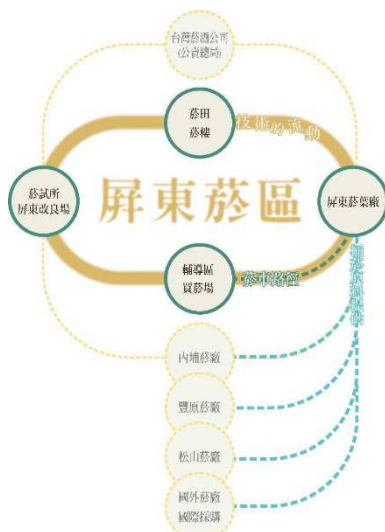 台灣菸酒公司
(公賣總局)
菸田
菸樓
技術的流動
菸試所
屏東改良場
屏東菸區
屏東菸葉廠
輔導區
買菸場
菸車路徑
內埔菸廠
豐原菸廠
松山菸廠
國外菸廠
國際採購